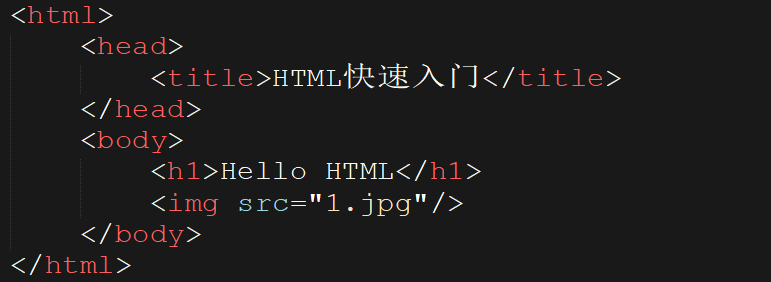 <html>
    <head>
        <title>HTML快速入门</title>
    </head>
    <body>
        <h1>Hello HTML</h1>
        <img src="1.jpg"/>
    </body>
</html>